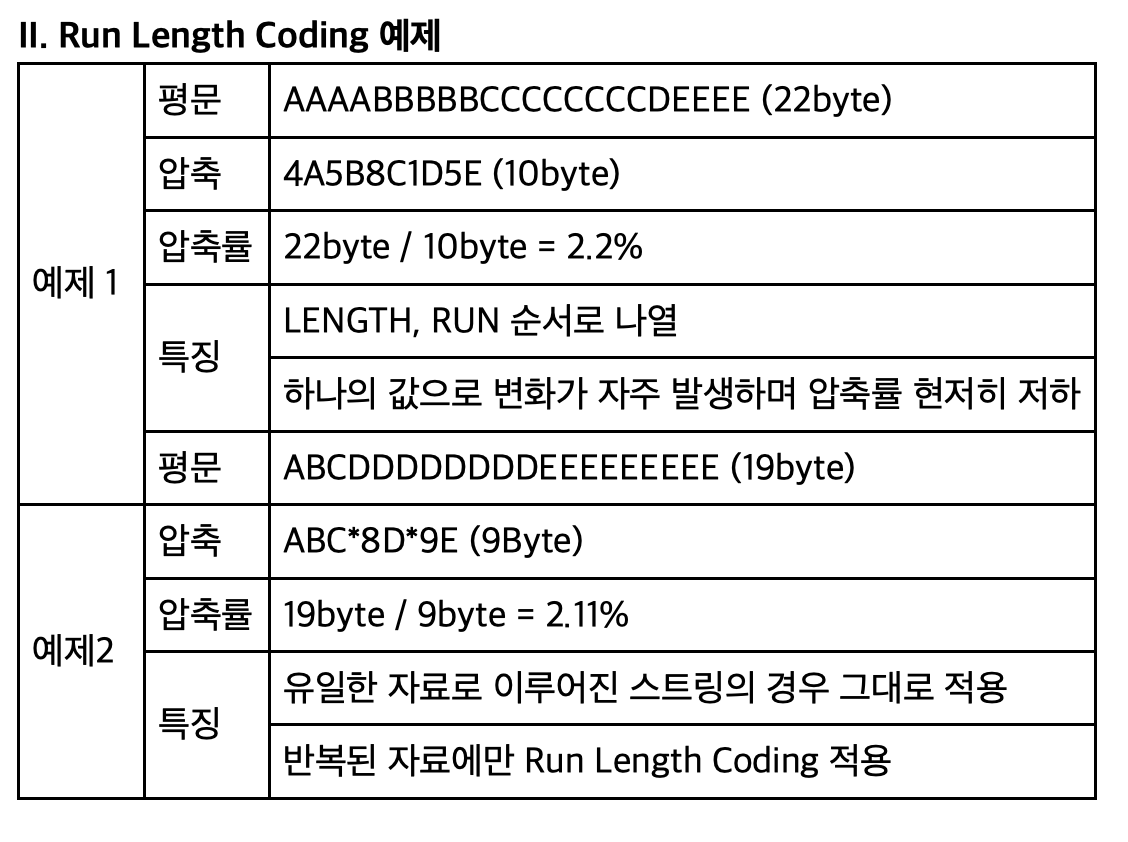 II. Run Length Coding 예제
예제 1
평문
AAAABBBBBCCCCCCCCDEEEE (22byte)
압축
4A5B8C1D5E (10byte)
압축률
22byte / 10byte = 2.2%
특징
LENGTH, RUN 순서로 나열
하나의 값으로 변화가 자주 발생하며 압축률 현저히 저하
평문
ABCDDDDDDDDEEEEEEEEE (19byte)
예제2
압축
ABC*8D*9E (9Byte)
압축률
19byte / 9byte = 2.11%
특징
유일한 자료로 이루어진 스트링의 경우 그대로 적용
반복된 자료에만 Run Length Coding 적용